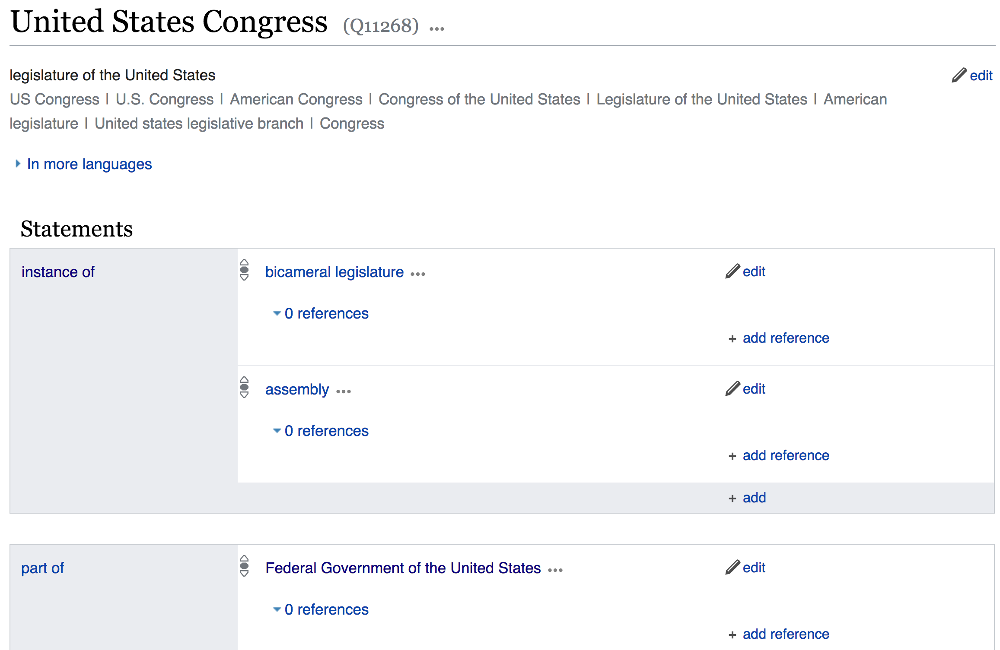 United States Congress (Q11268) •••
legislature of the United States edit
US Congress | U.S. Congress | American Congress | Congress of the United States | Legislature of the United States | American
legislature | United states legislative branch | Congress
In more languages
Statements
instance of
bicameral legislature ••• edit
0 references
+ add reference
assembly ••• edit
0 references
+ add reference
+ add
part of
Federal Government of the United States ••• edit
0 references
+ add reference